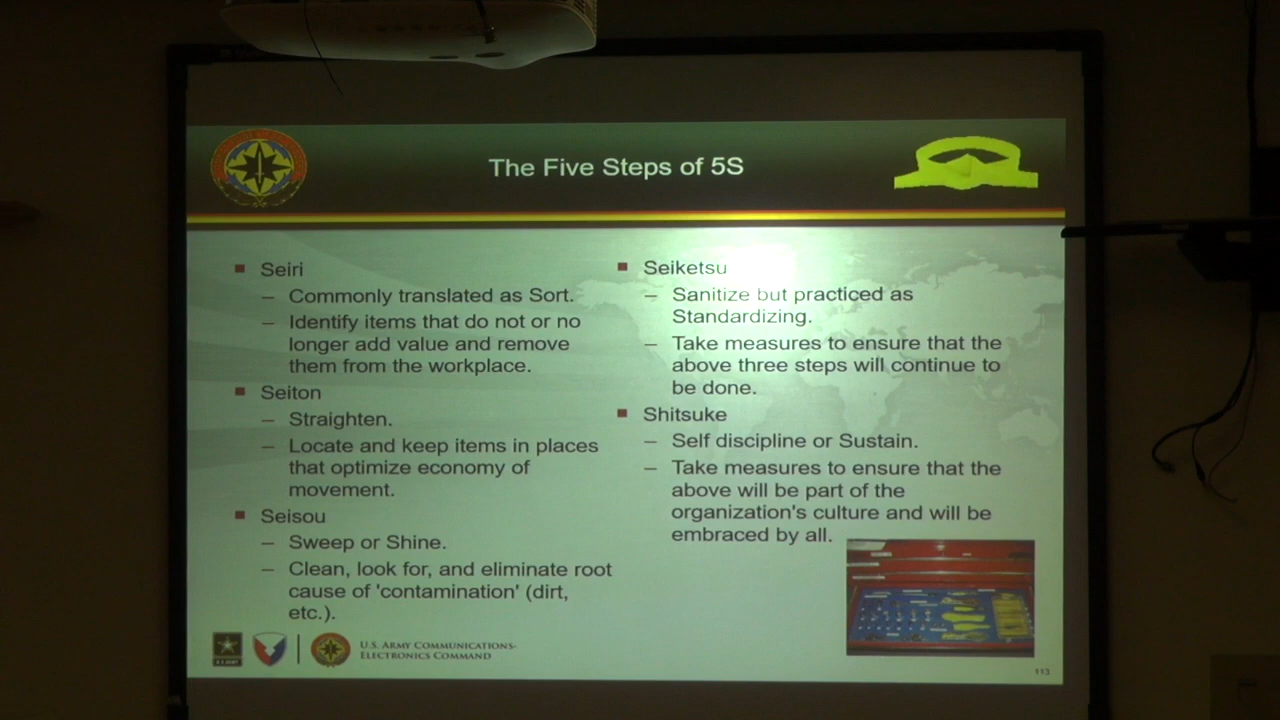 The Five Steps of 5S
Seiri
– Commonly translated as Sort.
– Identify items that do not or no
longer add value and remove
them from the workplace.
Seiton
– Straighten.
– Locate and keep items in places
that optimize economy of
movement.
Seisou
– Sweep or Shine.
– Clean, look for, and eliminate root
cause of 'contamination' (dirt,
etc.).
Seiketsu
– Sanitize but practiced as
Standardizing.
– Take measures to ensure that the
above three steps will continue to
be done.
Shitsuke
– Self discipline or Sustain.
– Take measures to ensure that the
above will be part of the
organization's culture and will be
embraced by all.
U.S. ARMY
U.S. ARMY COMMUNICATIONS-
ELECTRONICS COMMAND
113